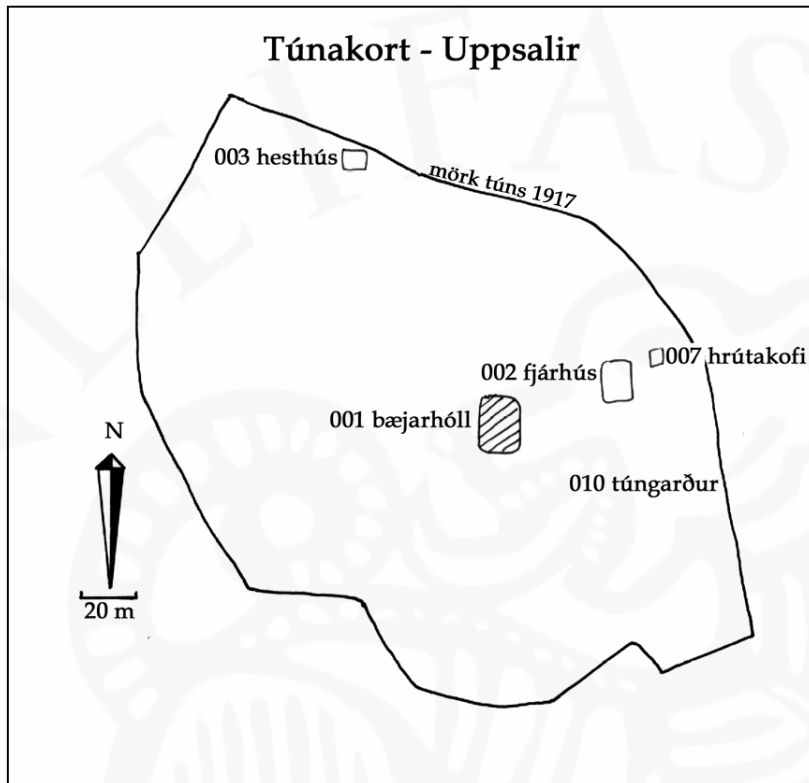 Túnakort - Uppsalir
003 hesthús
mörk túns 1917
007 hrútakofi
002 fjárhús
001 bæjarhóll
N
010 túngarður
20 m